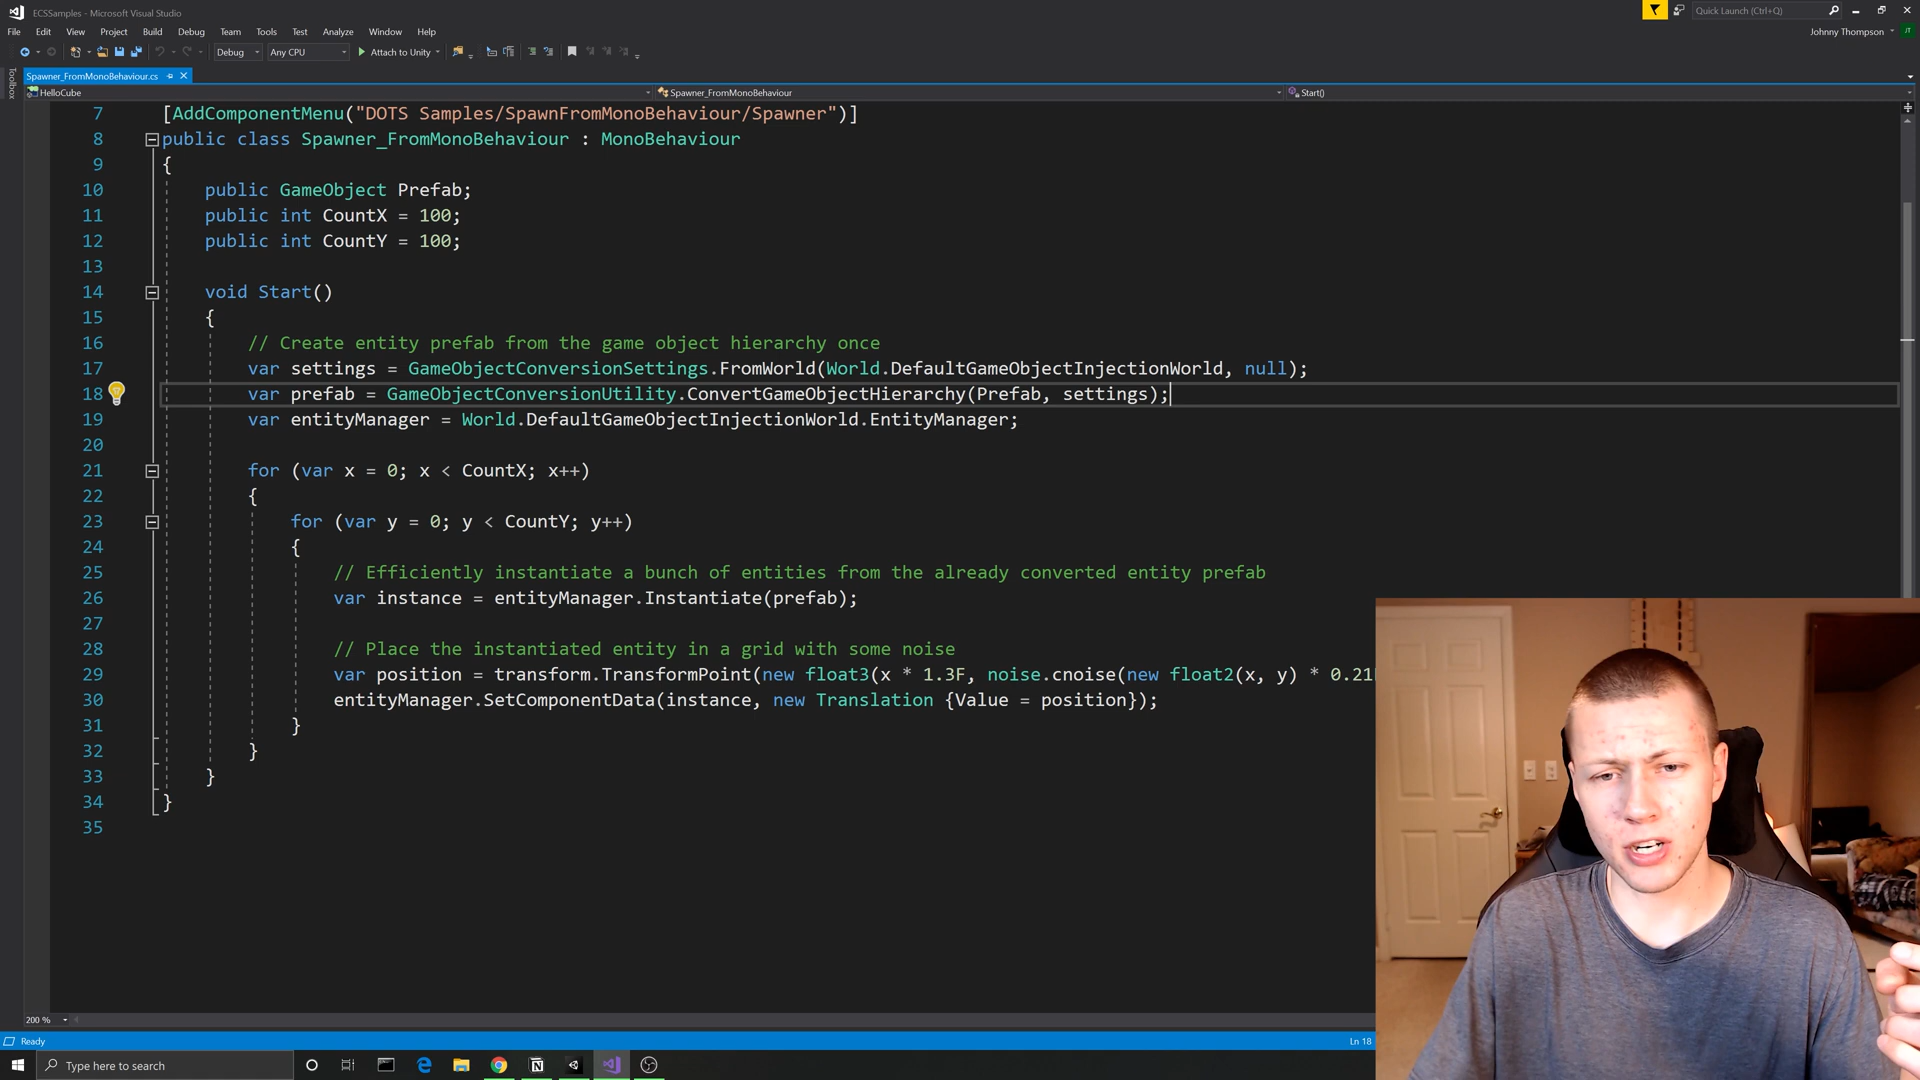 ECSSamples - Microsoft Visual Studio
Quick Launch (Ctrl+Q)
File Edit View Project Build Debug Team Tools Test Analyze Window Help
Johnny Thompson
JT
Debug Any CPU Attach to Unity
Toolbox
Spawner_FromMonoBehaviour.cs
HelloCube Spawner_FromMonoBehaviour Start()
7 [AddComponentMenu("DOTS Samples/SpawnFromMonoBehaviour/Spawner")]
8 public class Spawner_FromMonoBehaviour : MonoBehaviour
9 {
10 public GameObject Prefab;
11 public int CountX = 100;
12 public int CountY = 100;
13
14 void Start()
15 {
16 // Create entity prefab from the game object hierarchy once
17 var settings = GameObjectConversionSettings.FromWorld(World.DefaultGameObjectInjectionWorld, null);
18 var prefab = GameObjectConversionUtility.ConvertGameObjectHierarchy(Prefab, settings);
19 var entityManager = World.DefaultGameObjectInjectionWorld.EntityManager;
20
21 for (var x = 0; x < CountX; x++)
22 {
23 for (var y = 0; y < CountY; y++)
24 {
25 // Efficiently instantiate a bunch of entities from the already converted entity prefab
26 var instance = entityManager.Instantiate(prefab);
27
28 // Place the instantiated entity in a grid with some noise
29 var position = transform.TransformPoint(new float3(x * 1.3F, noise.cnoise(new float2(x, y) * 0.21
30 entityManager.SetComponentData(instance, new Translation {Value = position});
31 }
32 }
33 }
34 }
35
200 %
Ready
Ln 18
Type here to search